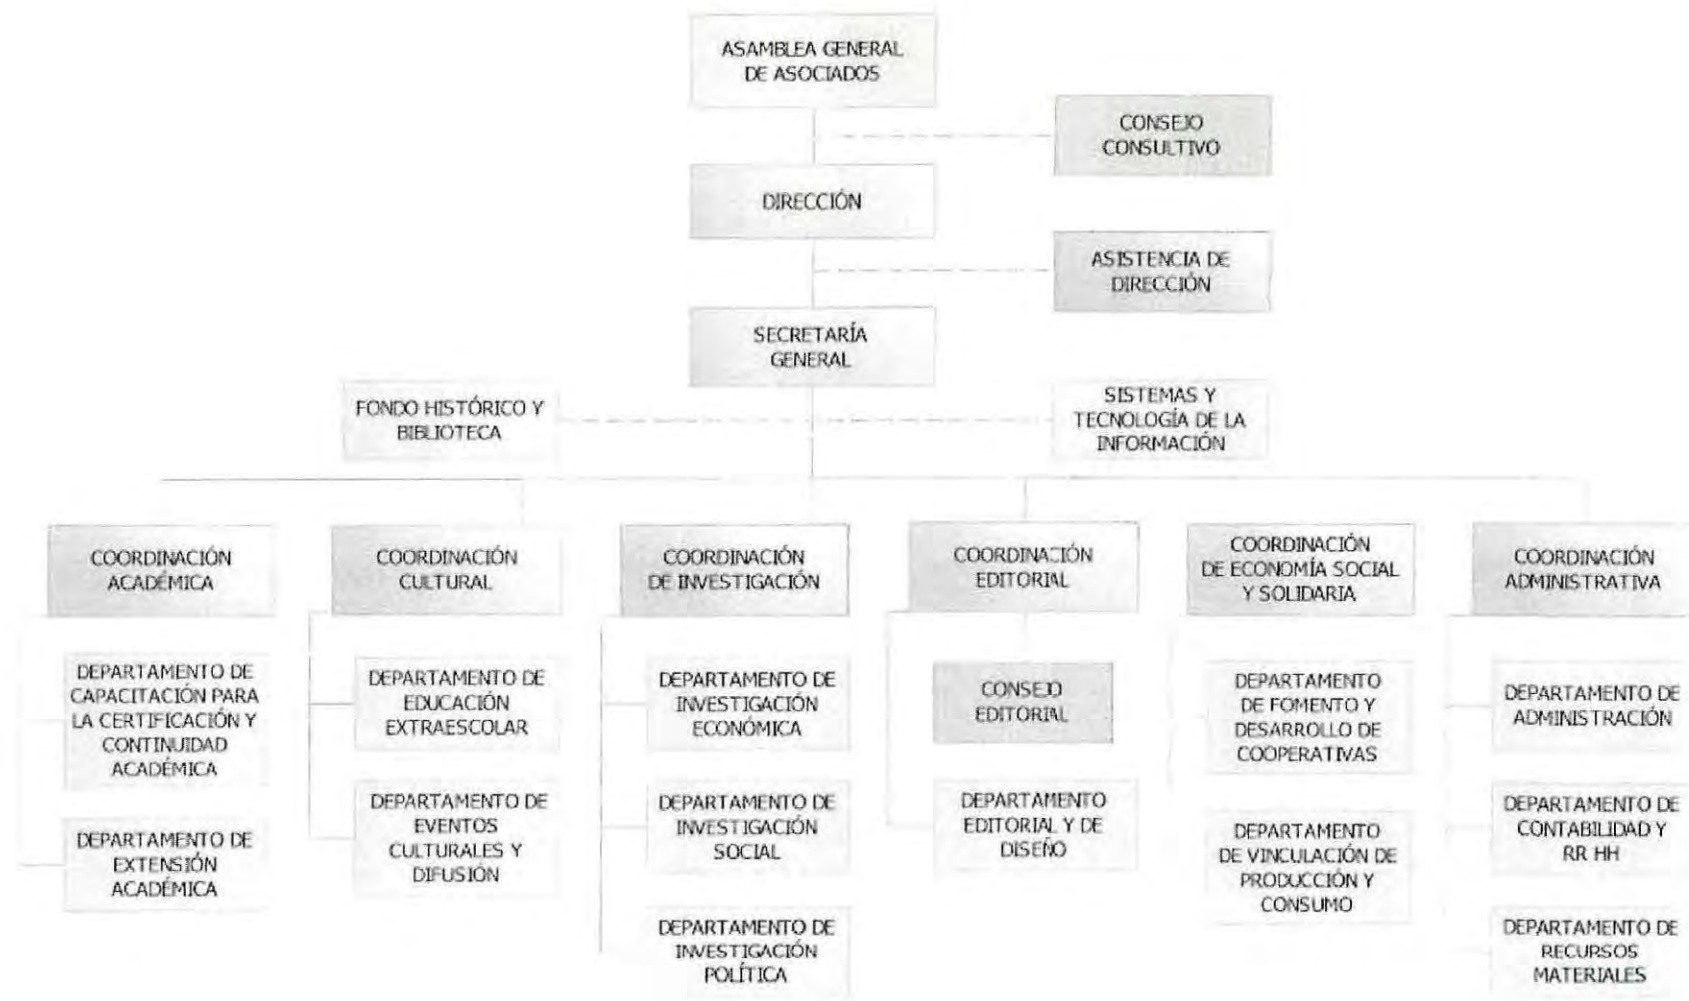 ASAMBLEA GENERAL
DE ASOCIADOS
CONSEJO
CONSULTIVO
DIRECCIÓN
ASISTENCIA DE
DIRECCIÓN
SECRETARÍA
GENERAL
FONDO HISTÓRICO Y
BIBLIOTECA
SISTEMAS Y
TECNOLOGÍA DE LA
INFORMACIÓN
COORDINACIÓN
ACADÉMICA
COORDINACIÓN
CULTURAL
COORDINACIÓN
DE INVESTIGACIÓN
COORDINACIÓN
EDITORIAL
COORDINACIÓN
DE ECONOMÍA SOCIAL
Y SOLIDARIA
COORDINACIÓN
ADMINISTRATIVA
DEPARTAMENTO DE
CAPACITACIÓN PARA
LA CERTIFICACIÓN Y
CONTINUIDAD
ACADÉMICA
DEPARTAMENTO DE
EDUCACIÓN
EXTRAESCOLAR
DEPARTAMENTO DE
INVESTIGACIÓN
ECONÓMICA
CONSEJO
EDITORIAL
DEPARTAMENTO
DE FOMENTO Y
DESARROLLO DE
COOPERATIVAS
DEPARTAMENTO DE
ADMINISTRACIÓN
DEPARTAMENTO DE
EXTENSIÓN
ACADÉMICA
DEPARTAMENTO DE
EVENTOS
CULTURALES Y
DIFUSIÓN
DEPARTAMENTO DE
INVESTIGACIÓN
SOCIAL
DEPARTAMENTO
EDITORIAL Y DE
DISEÑO
DEPARTAMENTO
DE VINCULACIÓN DE
PRODUCCIÓN Y
CONSUMO
DEPARTAMENTO DE
CONTABILIDAD Y
RR HH
DEPARTAMENTO DE
INVESTIGACIÓN
POLÍTICA
DEPARTAMENTO DE
RECURSOS
MATERIALES